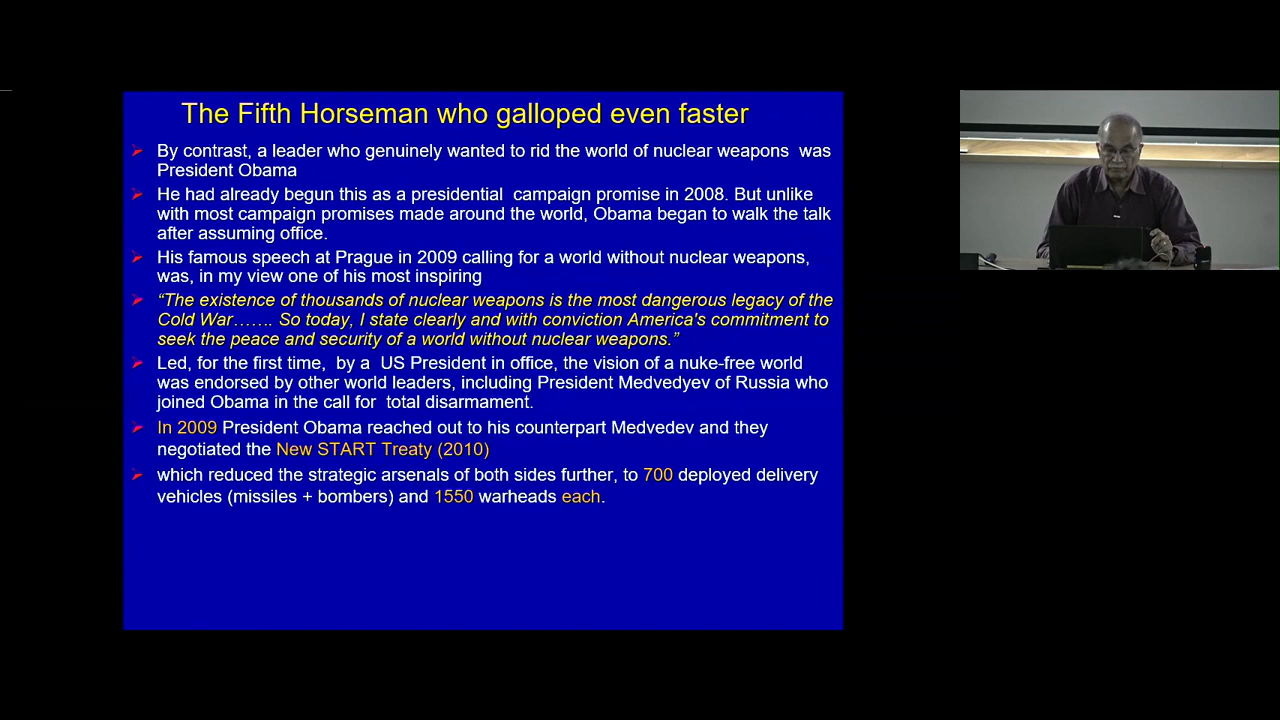 The Fifth Horseman who galloped even faster
By contrast, a leader who genuinely wanted to rid the world of nuclear weapons was
President Obama
He had already begun this as a presidential campaign promise in 2008. But unlike
with most campaign promises made around the world, Obama began to walk the talk
after assuming office.
His famous speech at Prague in 2009 calling for a world without nuclear weapons,
was, in my view one of his most inspiring
“The existence of thousands of nuclear weapons is the most dangerous legacy of the
Cold War……. So today, I state clearly and with conviction America's commitment to
seek the peace and security of a world without nuclear weapons.”
Led, for the first time, by a US President in office, the vision of a nuke-free world
was endorsed by other world leaders, including President Medvedyev of Russia who
joined Obama in the call for total disarmament.
In 2009 President Obama reached out to his counterpart Medvedev and they
negotiated the New START Treaty (2010)
which reduced the strategic arsenals of both sides further, to 700 deployed delivery
vehicles (missiles + bombers) and 1550 warheads each.